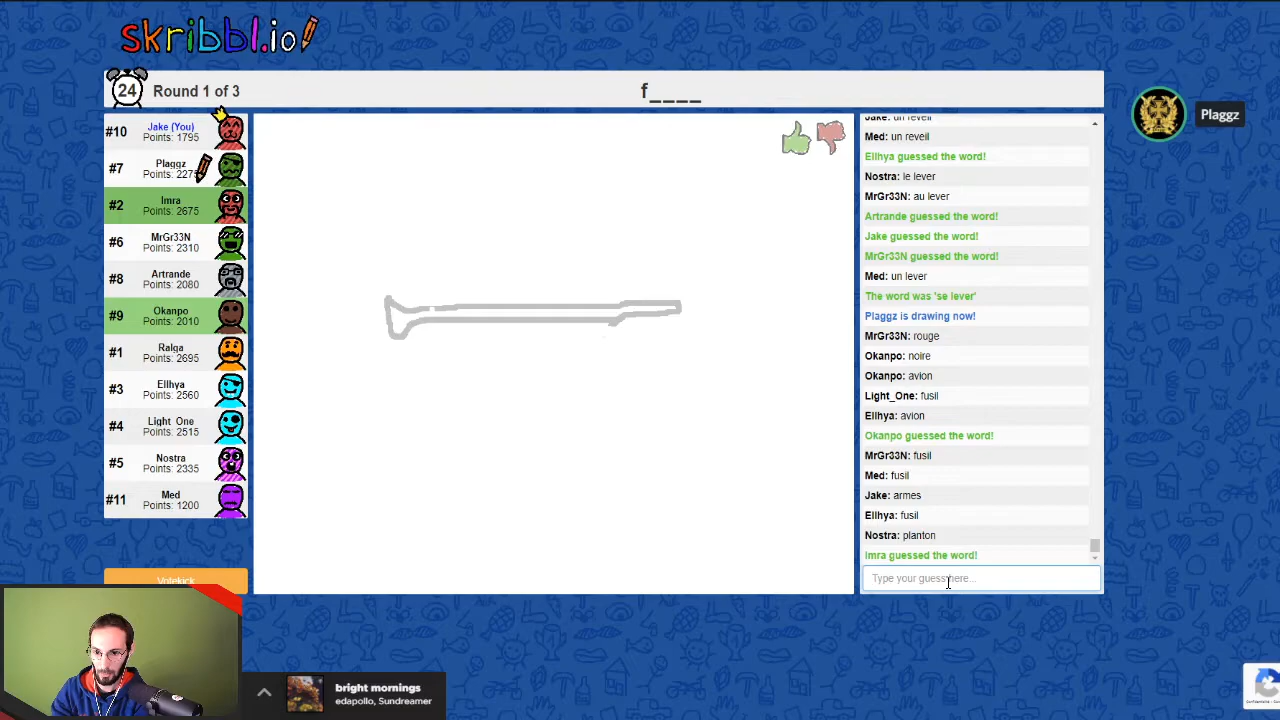 skribbl.io
24
Round 1 of 3
f____
Plaggz
#10 Jake (You)
Points: 1795
#7 Plaggz
Points: 2275
#2 Imra
Points: 2675
#6 MrGr33N
Points: 2310
#8 Artrande
Points: 2080
#9 Okanpo
Points: 2010
#1
Points: 2695
#3 Ellhya
Points: 2560
#4 Light_One
Points: 2515
#5 Nostra
Points: 2335
#11 Med
Points: 1200
Votekick
Jake: un reveil
Med: un reveil
Ellhya guessed the word!
Nostra: le lever
MrGr33N: au lever
Artrande guessed the word!
Jake guessed the word!
MrGr33N guessed the word!
Med: un lever
The word was 'se lever'
Plaggz is drawing now!
MrGr33N: rouge
Okanpo: noire
Okanpo: avion
Light_One: fusil
Ellhya: avion
Okanpo guessed the word!
MrGr33N: fusil
Med: fusil
Jake: armes
Ellhya: fusil
Nostra: planton
Imra guessed the word!
Type your guess here...
bright mornings
edapollo, Sundreamer